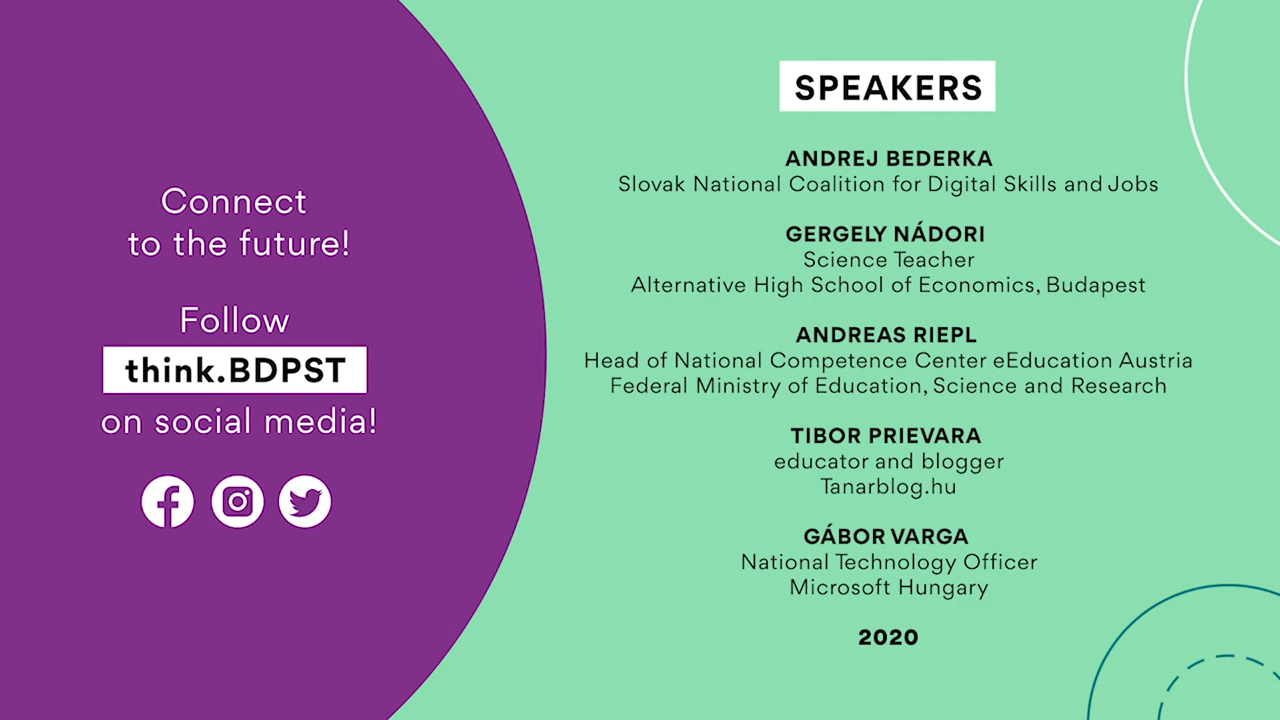 Connect
to the future!
Follow
think.BDPST
on social media!
SPEAKERS
ANDREJ BEDERKA
Slovak National Coalition for Digital Skills and Jobs
GERGELY NÁDORI
Science Teacher
Alternative High School of Economics, Budapest
ANDREAS RIEPL
Head of National Competence Center eEducation Austria
Federal Ministry of Education, Science and Research
TIBOR PRIEVARA
educator and blogger
Tanarblog.hu
GÁBOR VARGA
National Technology Officer
Microsoft Hungary
2020